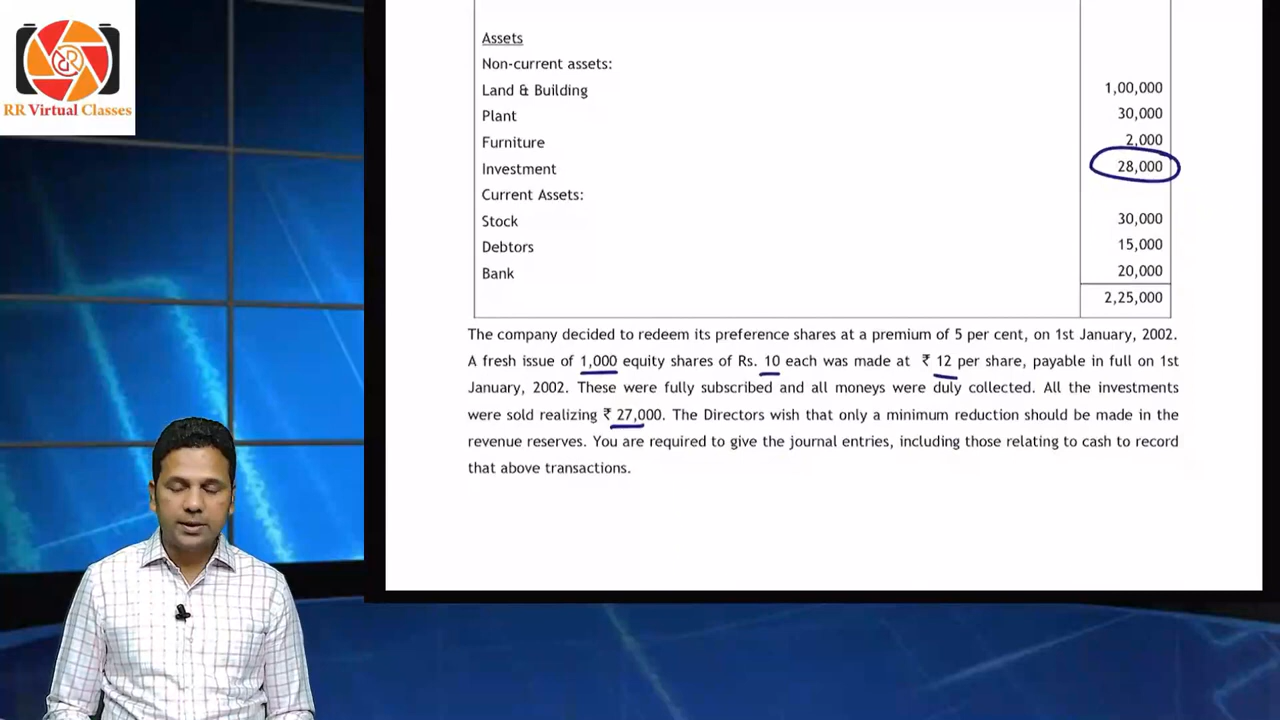 RR Virtual Classes
Assets
Non-current assets:
Land & Building 1,00,000
Plant 30,000
Furniture 2,000
Investment 28,000
Current Assets:
Stock 30,000
Debtors 15,000
Bank 20,000
2,25,000
The company decided to redeem its preference shares at a premium of 5 per cent, on 1st January, 2002.
A fresh issue of 1,000 equity shares of Rs. 10 each was made at ₹ 12 per share, payable in full on 1st
January, 2002. These were fully subscribed and all moneys were duly collected. All the investments
were sold realizing ₹ 27,000. The Directors wish that only a minimum reduction should be made in the
revenue reserves. You are required to give the journal entries, including those relating to cash to record
that above transactions.